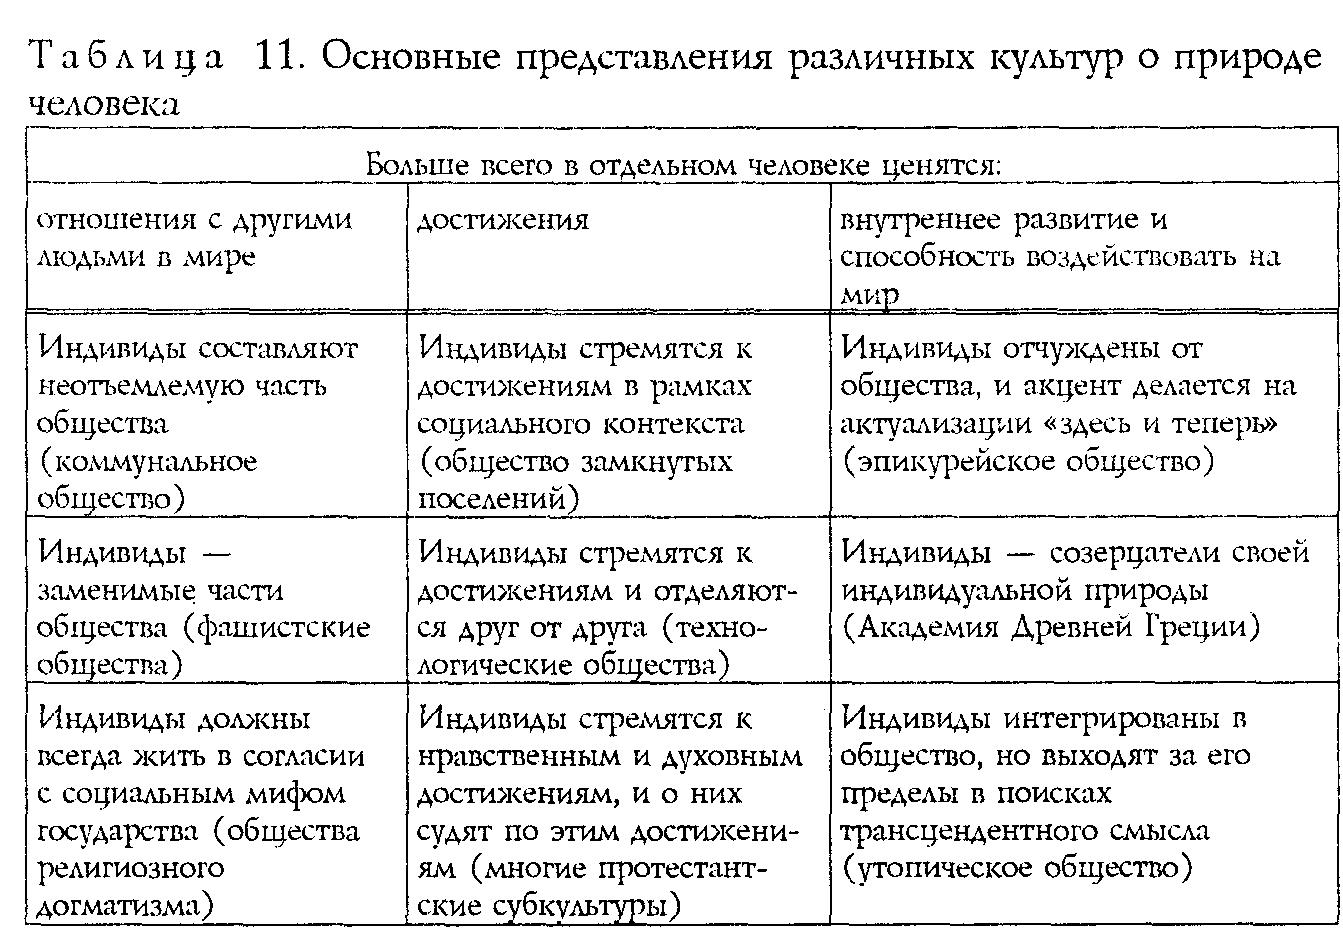 Таблица 11. Основные представления различных культур о природе
человека
Больше всего в отдельном человеке ценятся:
отношения с другими
людьми в мире
достижения
внутреннее развитие и
способность воздействовать на
мир
Индивиды составляют
неотъемлемую часть
общества
(коммунальное
общество)
Индивиды стремятся к
достижениям в рамках
социального контекста
(общество замкнутых
поселений)
Индивиды отчуждены от
общества, и акцент делается на
актуализации «здесь и теперь»
(эпикурейское общество)
Индивиды —
заменимые части
общества (фашистские
общества)
Индивиды стремятся к
достижениям и отделяют-
ся друг от друга (техно-
логические общества)
Индивиды — созерцатели своей
индивидуальной природы
(Академия Древней Греции)
Индивиды должны
всегда жить в согласии
с социальным мифом
государства (общества
религиозного
догматизма)
Индивиды стремятся к
нравственным и духовным
достижениям, и о них
судят по этим достижени-
ям (многие протестант-
ские субкультуры)
Индивиды интегрированы в
общество, но выходят за его
пределы в поисках
трансцендентного смысла
(утопическое общество)